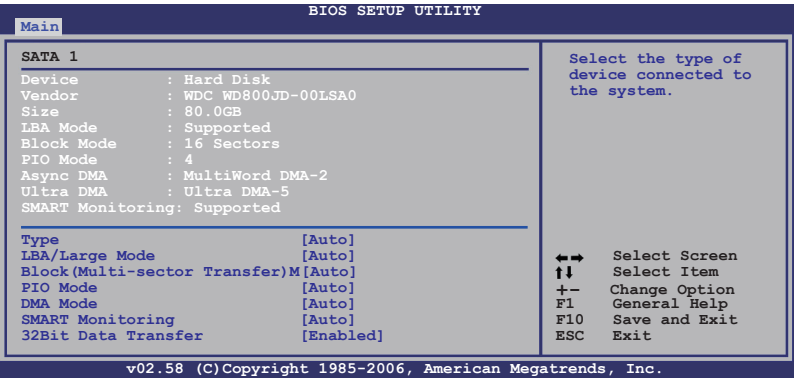 BIOS SETUP UTILITY
Main
SATA 1
Device : Hard Disk
Vendor : WDC WD800JD-00LSA0
Size : 80.0GB
LBA Mode : Supported
Block Mode : 16 Sectors
PIO Mode : 4
Async DMA : MultiWord DMA-2
Ultra DMA : Ultra DMA-5
SMART Monitoring: Supported
Type [Auto]
LBA/Large Mode [Auto]
Block(Multi-sector Transfer)M[Auto]
PIO Mode [Auto]
DMA Mode [Auto]
SMART Monitoring [Auto]
32Bit Data Transfer [Enabled]
Select the type of
device connected to
the system.
←→ Select Screen
↑↓ Select Item
+- Change Option
F1 General Help
F10 Save and Exit
ESC Exit
v02.58 (C)Copyright 1985-2006, American Megatrends, Inc.